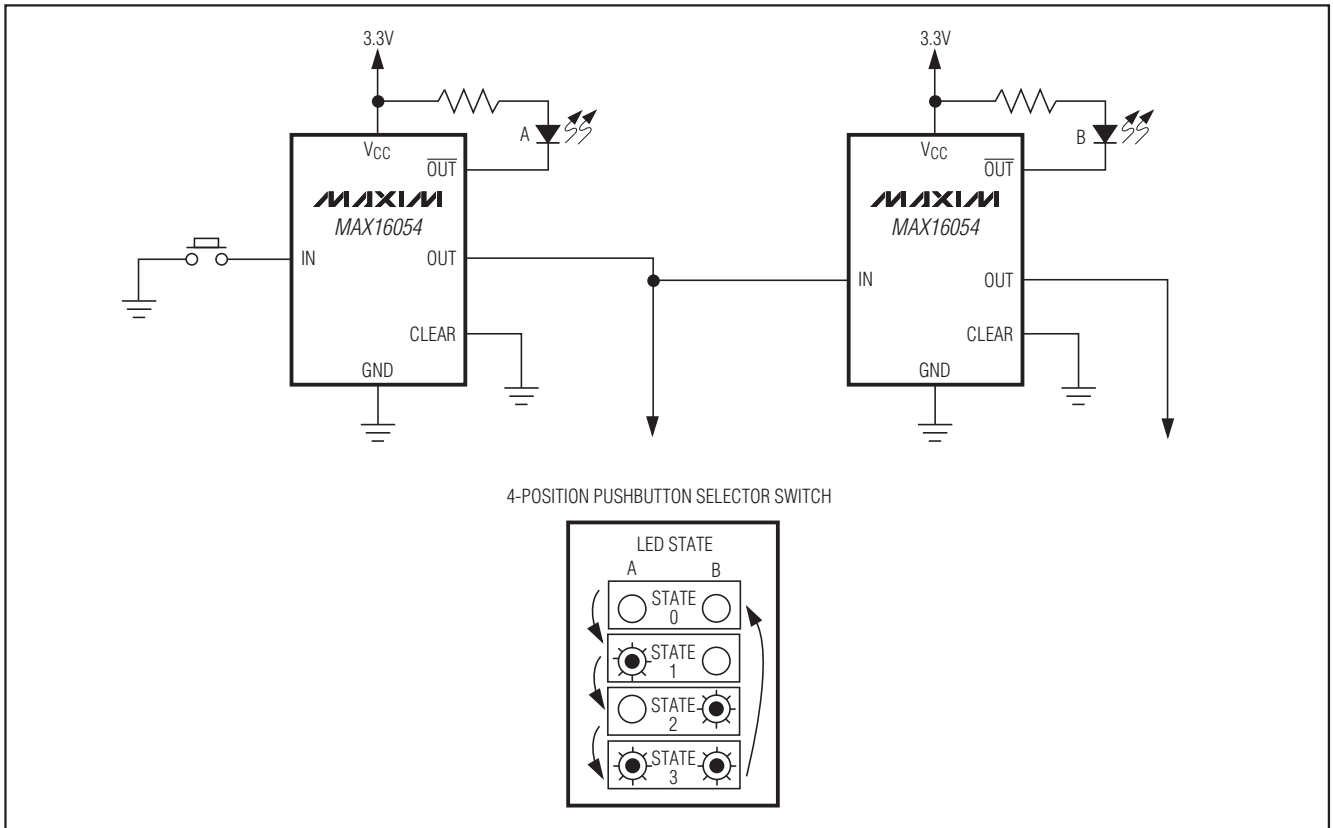 3.3V
3.3V
A
B
VCC
OUT
MAXIM
MAX16054
IN
OUT
CLEAR
GND
VCC
OUT
MAXIM
MAX16054
IN
OUT
CLEAR
GND
4-POSITION PUSHBUTTON SELECTOR SWITCH
LED STATE
A B
STATE
0
STATE
1
STATE
2
STATE
3